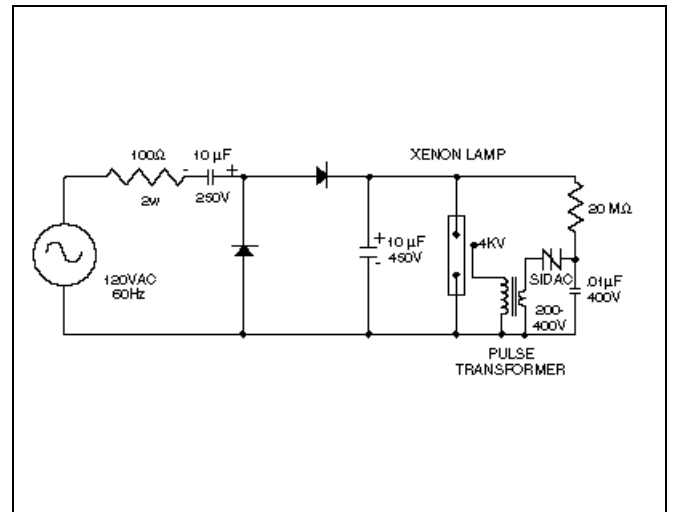 100Ω
10 μF
XENON LAMP
- +
2w
250V
20 MΩ
+ 10 μF
- 450V
4KV
120VAC
60Hz
SIDAC
.01μF
400V
200-
400V
PULSE
TRANSFORMER